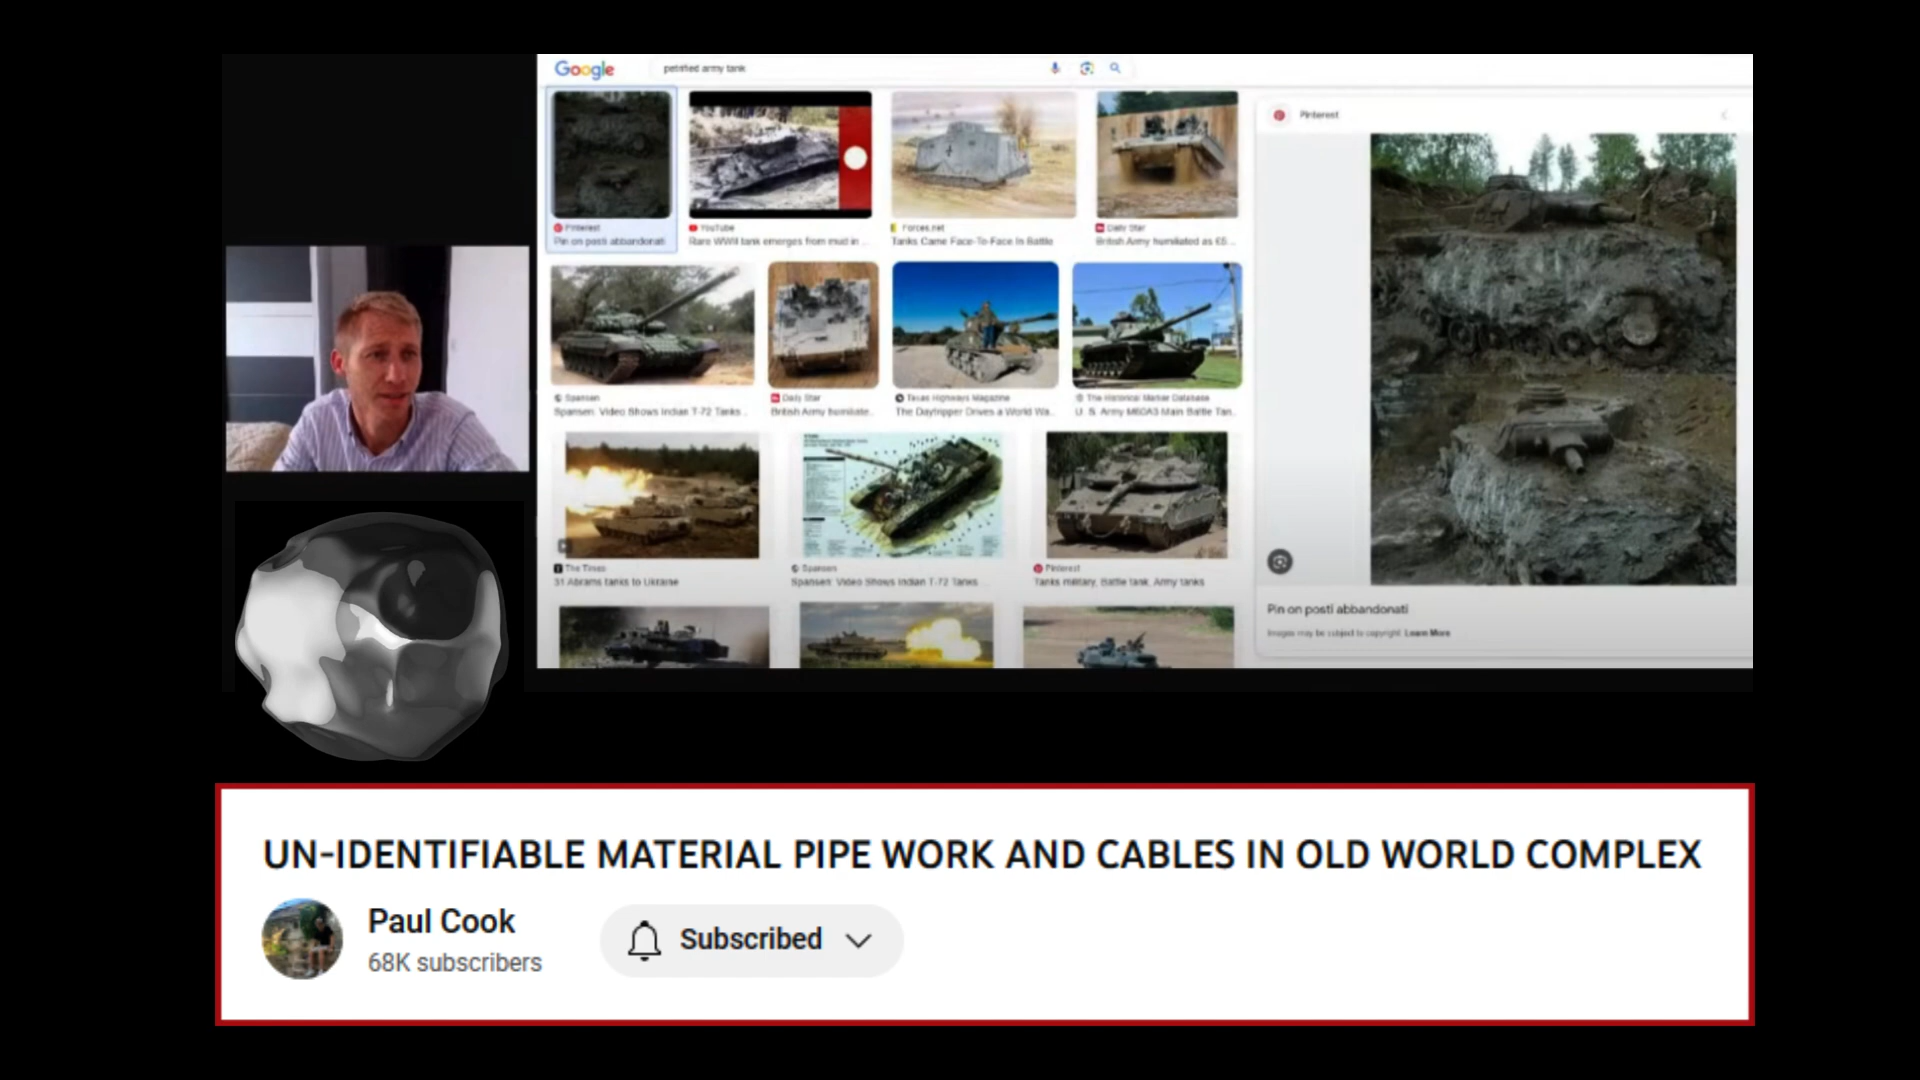 Google
petrified army tank
Pinterest
Pin on posti abbandonati
YouTube
Rare WWII tank emerges from mud in ...
Forces.net
Tanks Came Face-To-Face In Battle
Daily Star
British Army humiliated as £5...
Pinterest
Spansen
Spansen: Video Shows Indian T-72 Tanks ...
Daily Star
British Army humiliate...
Texas Highways Magazine
The Daytripper Drives a World Wa...
The Historical Marker Database
U. S. Army M60A3 Main Battle Tan...
The Times
31 Abrams tanks to Ukraine
Spansen
Spansen: Video Shows Indian T-72 Tanks ...
Pinterest
Tanks military, Battle tank, Army tanks
Pin on posti abbandonati
Images may be subject to copyright. Learn More
UN-IDENTIFIABLE MATERIAL PIPE WORK AND CABLES IN OLD WORLD COMPLEX
Paul Cook
68K subscribers
Subscribed